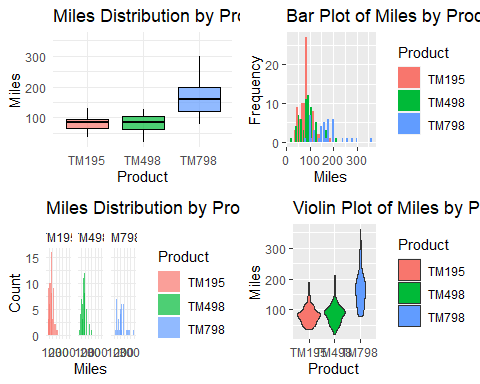 Miles Distribution by Pro
Miles
300
200
100
TM195
TM498
TM798
Product
Bar Plot of Miles by Prod
Frequency
20
10
0
0
100
200
300
Miles
Product
TM195
TM498
TM798
Miles Distribution by Pro
Count
15
10
5
0
Miles
Product
TM195
TM498
TM798
Violin Plot of Miles by P
Miles
300
200
100
TM195
TM498
TM798
Product
Product
TM195
TM498
TM798